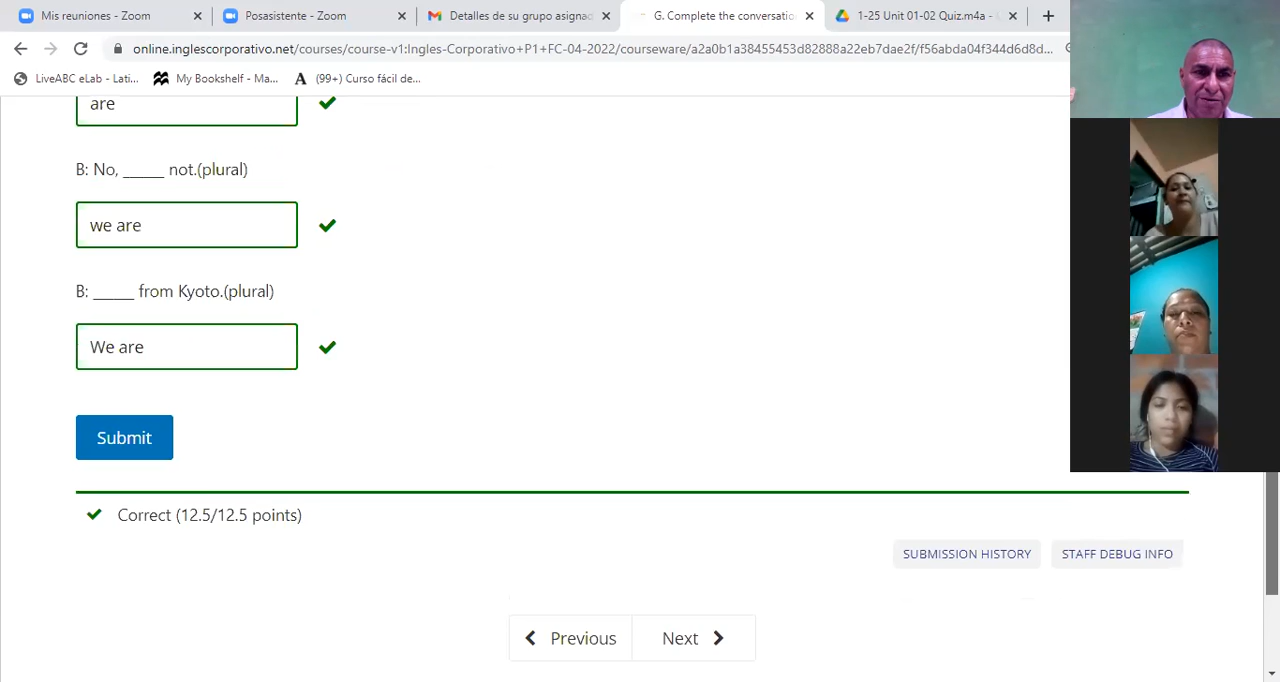 Mis reuniones - Zoom
Posasistente - Zoom
Detalles de su grupo asignad
G. Complete the conversatio
1-25 Unit 01-02 Quiz.m4a -
online.inglescorporativo.net/courses/course-v1:Ingles-Corporativo+P1+FC-04-2022/courseware/a2a0b1a38455453d82888a22eb7dae2f/f56abda04f344d6d8d...
LiveABC eLab - Lati...
My Bookshelf - Ma...
(99+) Curso fácil de...
are
B: No, _____ not.(plural)
we are
B: _____ from Kyoto.(plural)
We are
Submit
Correct (12.5/12.5 points)
SUBMISSION HISTORY
STAFF DEBUG INFO
Previous
Next